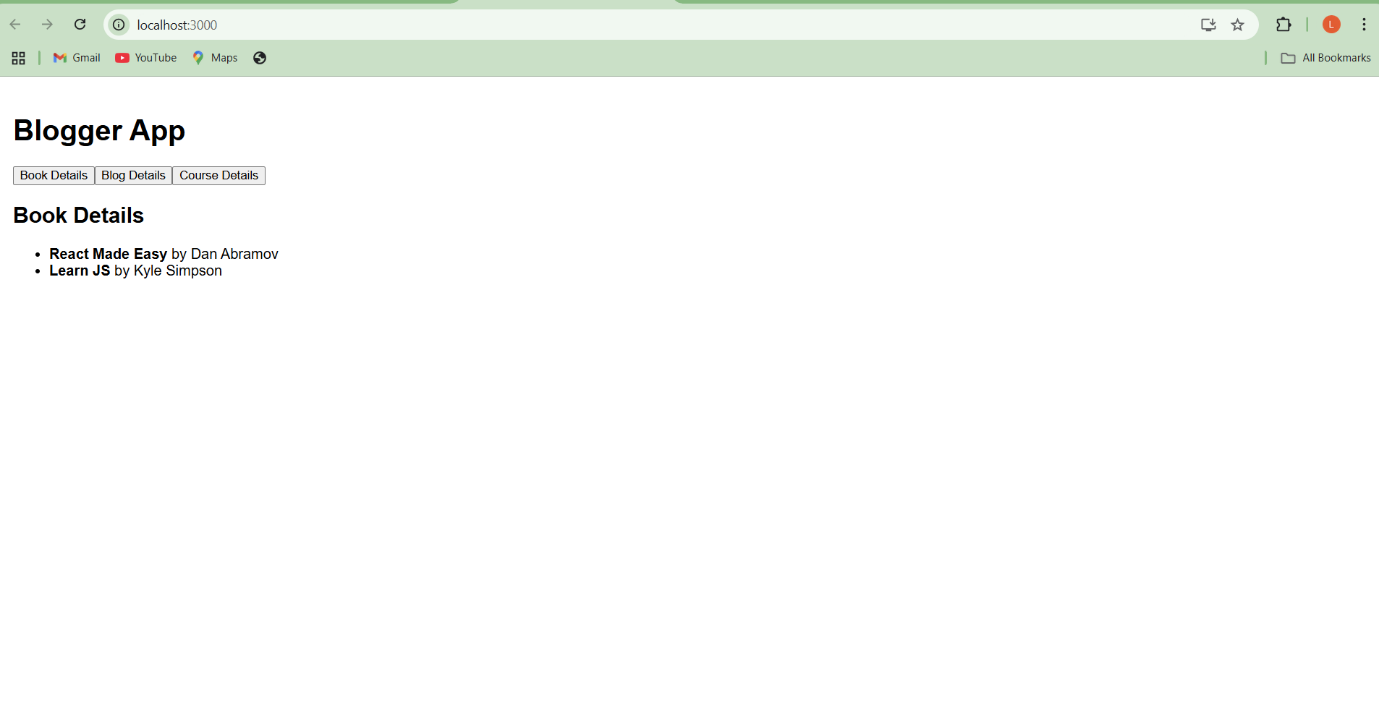 localhost:3000
L
Gmail YouTube Maps All Bookmarks
Blogger App
Book Details Blog Details Course Details
Book Details
• React Made Easy by Dan Abramov
• Learn JS by Kyle Simpson